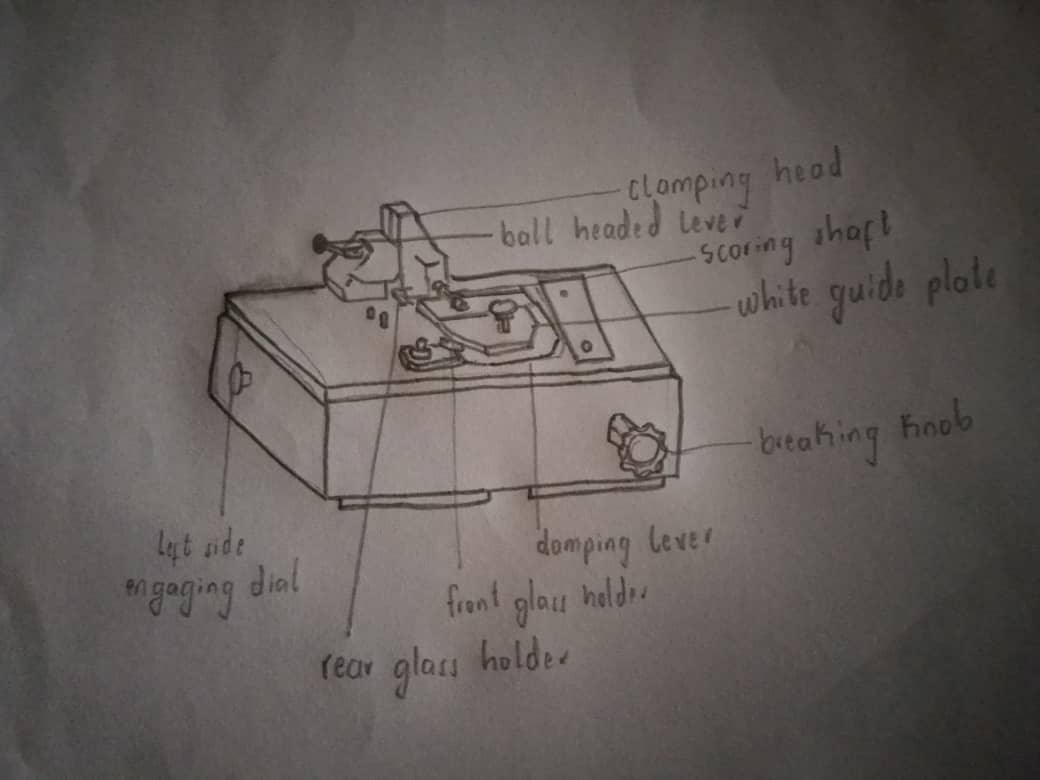 clamping head
ball headed lever
scoring shaft
white guide plate
breaking knob
left side
engaging dial
damping lever
front glass holder
rear glass holder